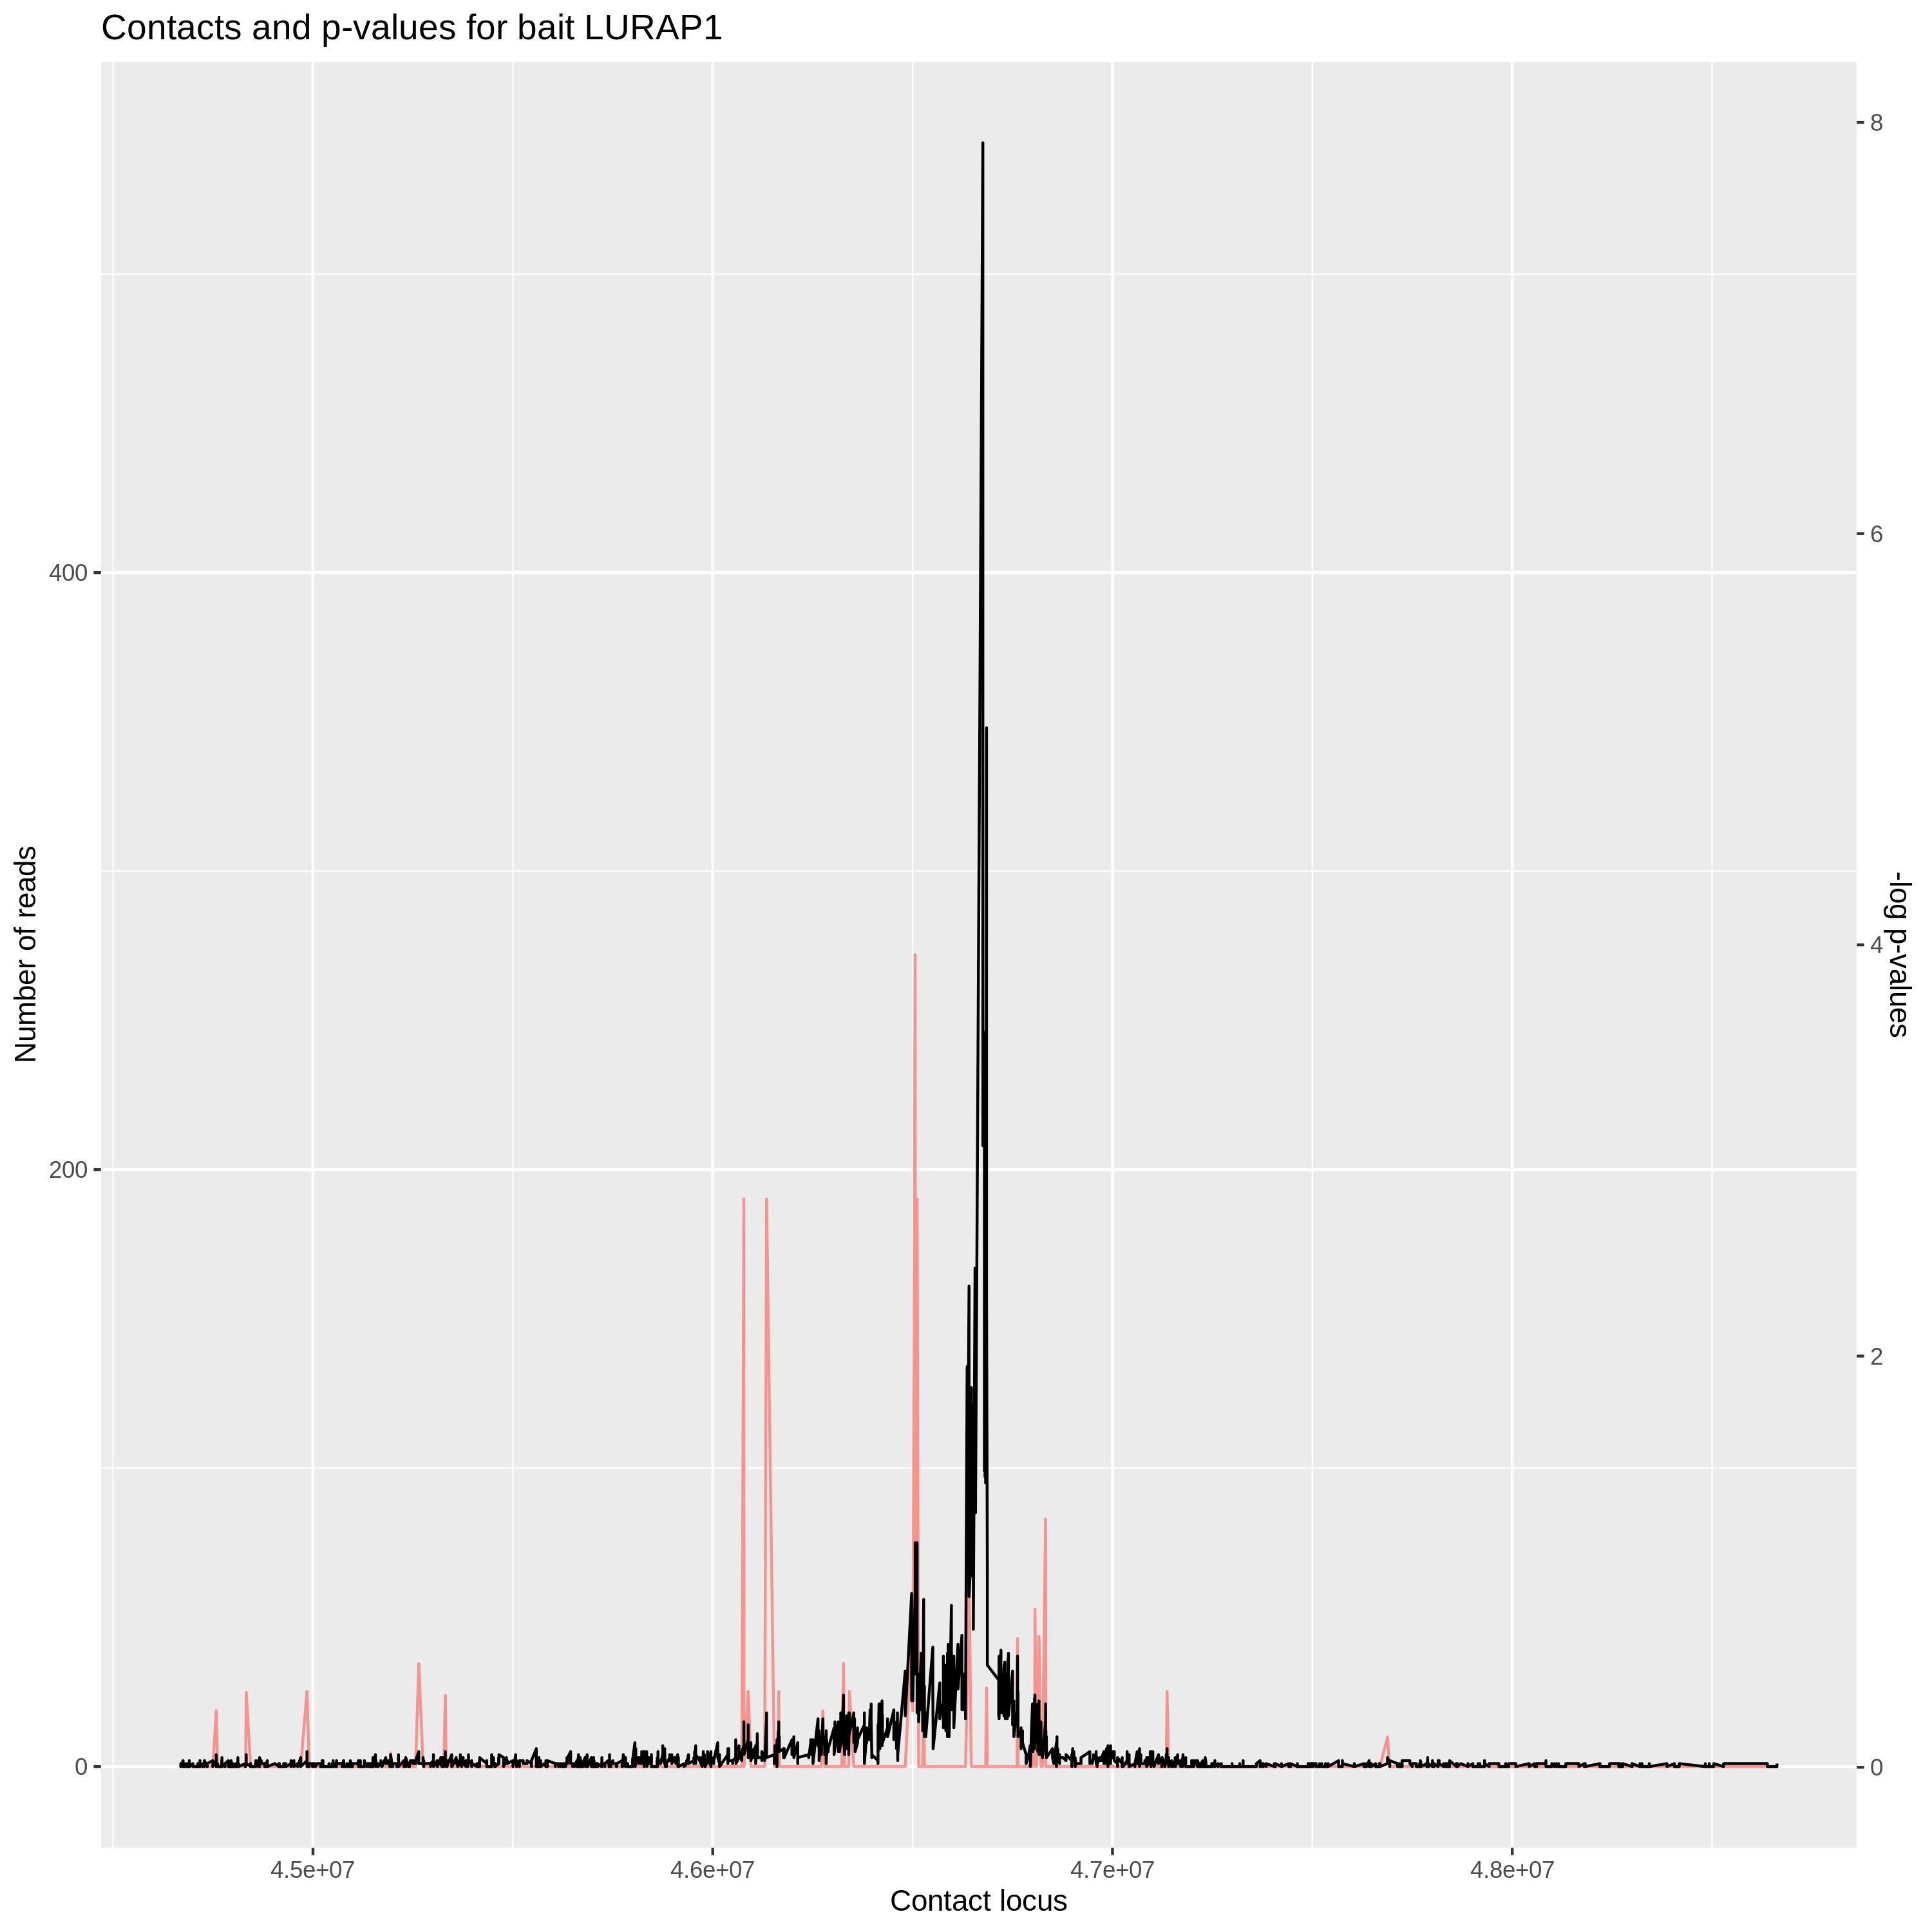 Contacts and p-values for bait LURAP1
8
6
400
4
Number of reads
-log p-values
200
2
0
0
4.5e+07
4.6e+07
4.7e+07
4.8e+07
Contact locus